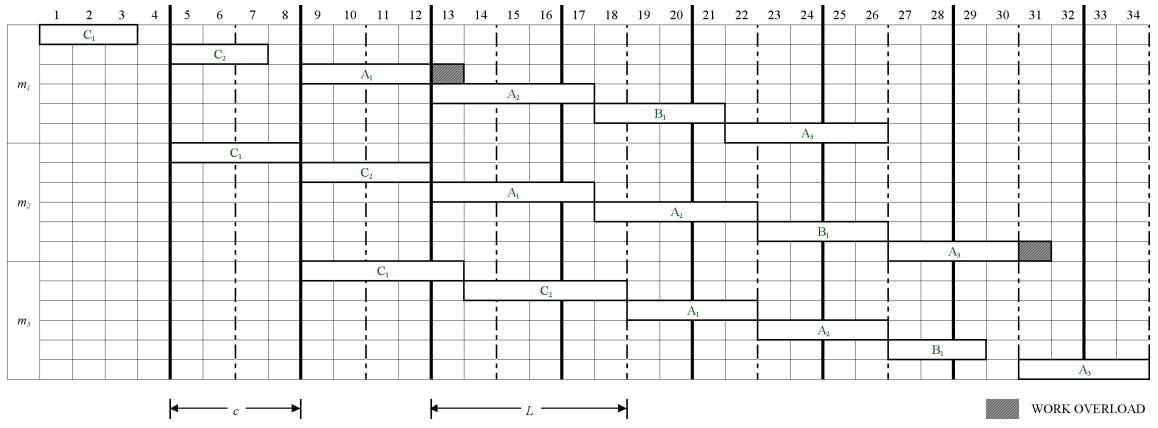 1 2 3 4 5 6 7 8 9 10 11 12 13 14 15 16 17 18 19 20 21 22 23 24 25 26 27 28 29 30 31 32 33 34
C₁
C₂
m₁
A₁
A₂
B₁
A₃
C₁
C₂
m₂
A₁
A₂
B₁
A₃
C₁
C₂
m₃
A₁
A₂
B₁
A₃
c L WORK OVERLOAD